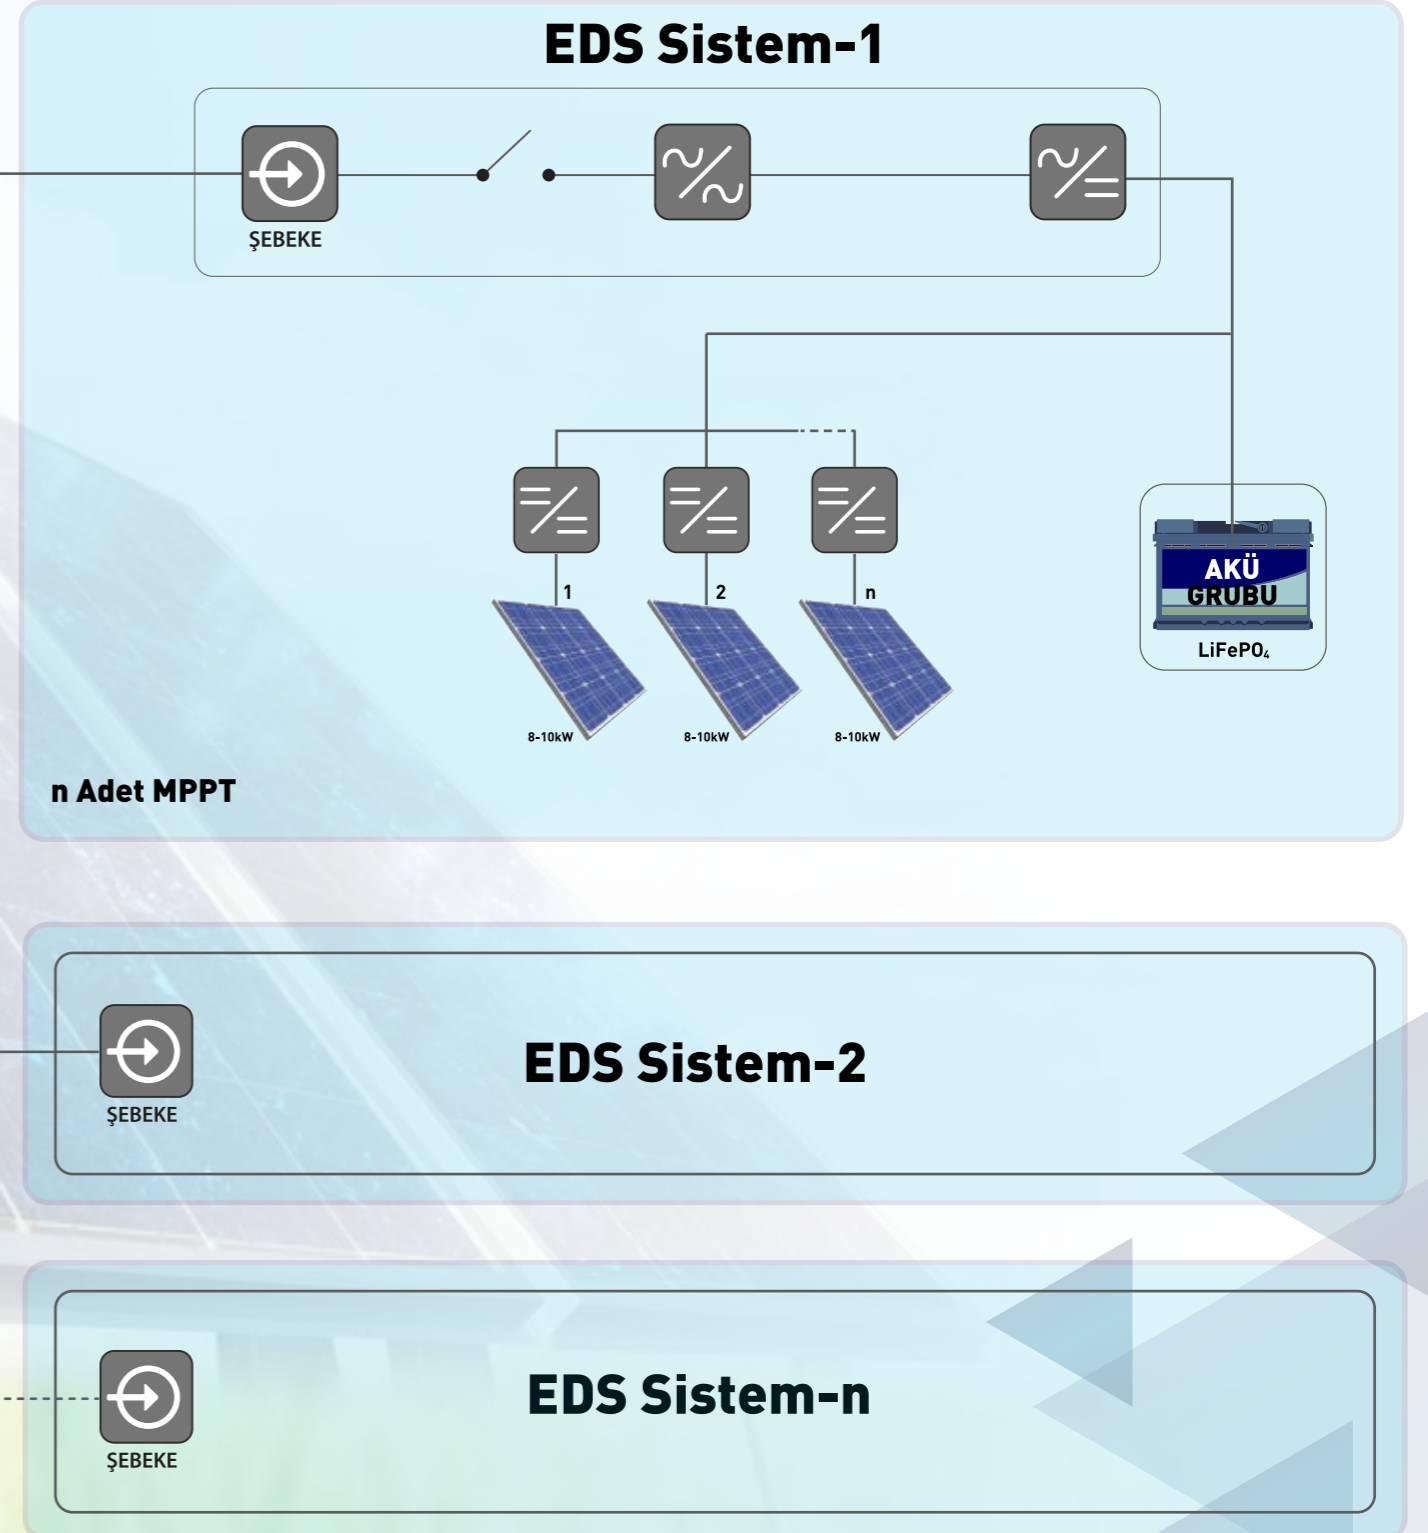 EDS Sistem-1
ŞEBEKE
1
2
n
AKÜ
GRUBU
LiFePO₄
8-10kW
8-10kW
8-10kW
n Adet MPPT
EDS Sistem-2
ŞEBEKE
EDS Sistem-n
ŞEBEKE